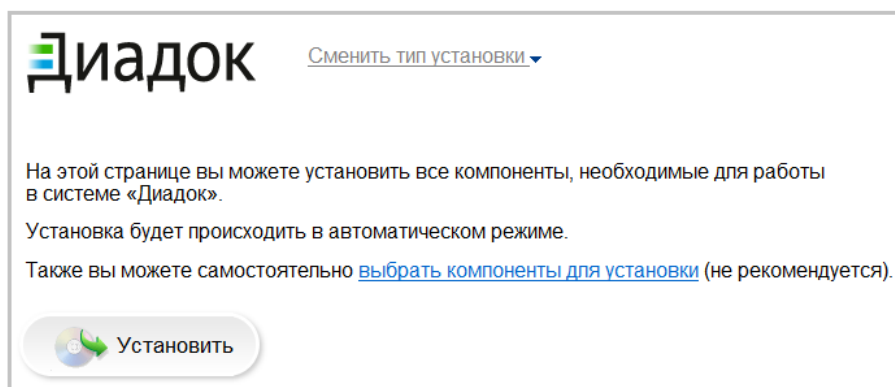 Диадок
Сменить тип установки
На этой странице вы можете установить все компоненты, необходимые для работы
в системе «Диадок».
Установка будет происходить в автоматическом режиме.
Также вы можете самостоятельно выбрать компоненты для установки (не рекомендуется).
Установить